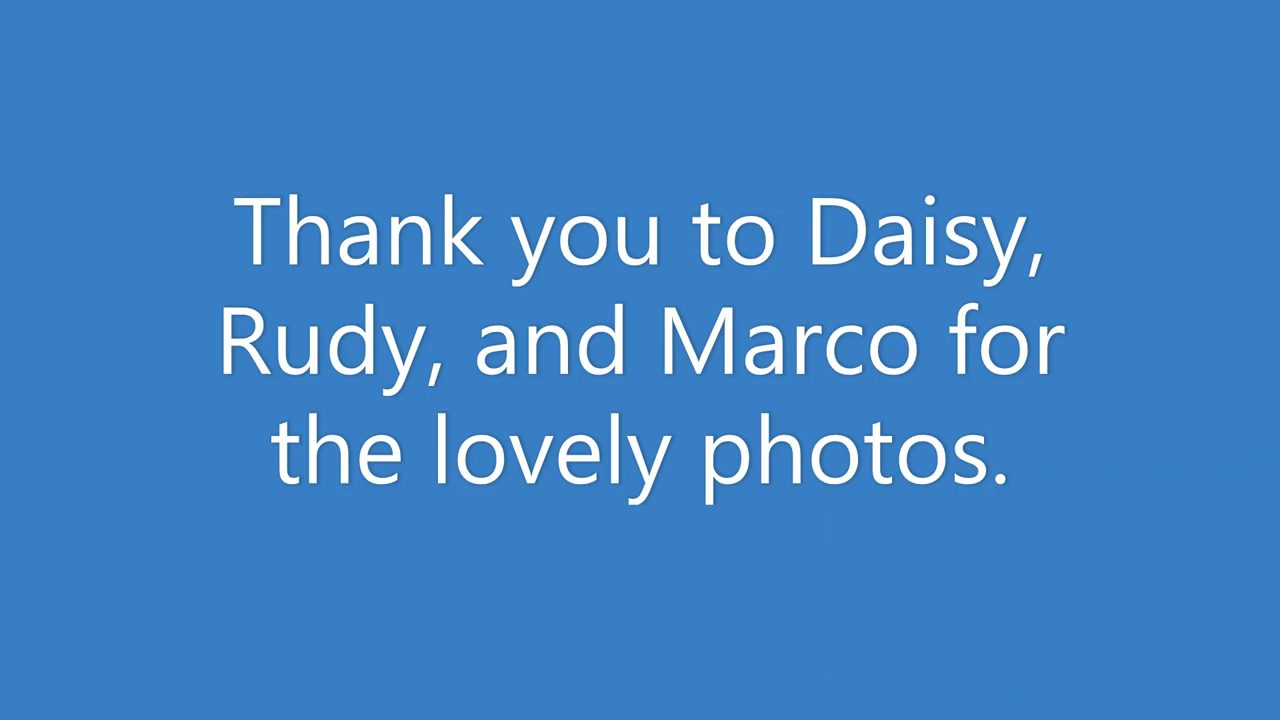 Thank you to Daisy,
Rudy, and Marco for
the lovely photos.